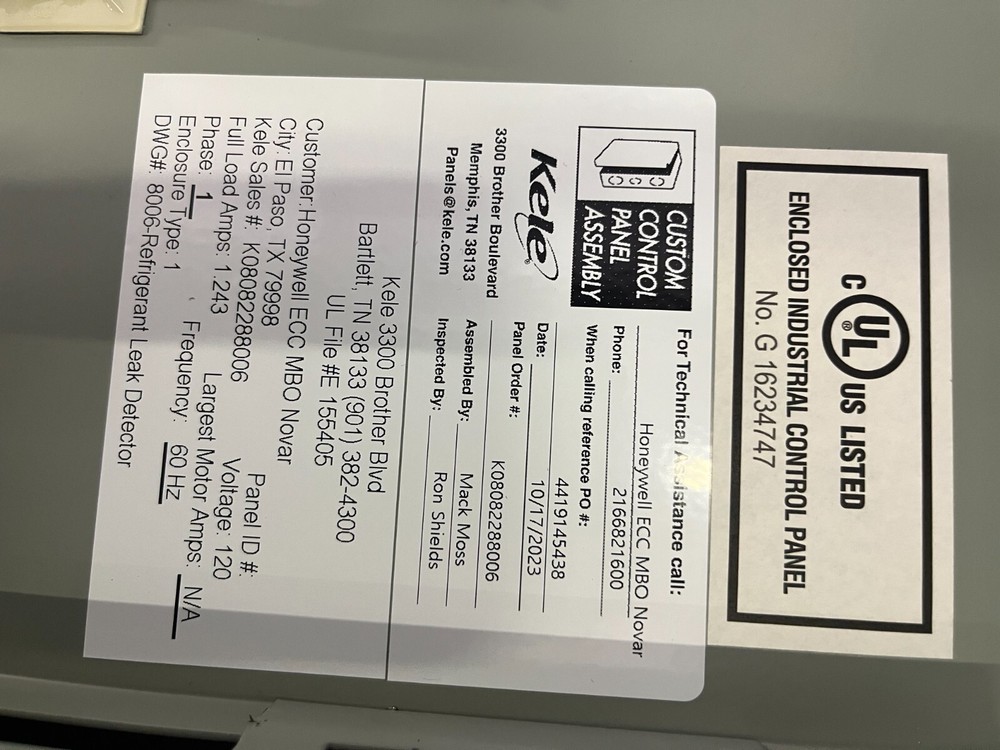 C UL US LISTED
®
ENCLOSED INDUSTRIAL CONTROL PANEL
No. G 16234747
CUSTOM
CONTROL
PANEL
ASSEMBLY
Kele®
3300 Brother Boulevard
Memphis, TN 38133
Panels@kele.com
For Technical Assistance call:
Honeywell ECC MBO Novar
Phone: 2166821600
When calling reference PO #:
4419145438
Date: 10/17/2023
Panel Order #:
K08082288006
Assembled By: Mack Moss
Inspected By: Ron Shields
Kele 3300 Brother Blvd
Bartlett, TN 38133 (901) 382-4300
UL File #E 155405
Customer:Honeywell ECC MBO Novar
City:El Paso, TX 79998 Panel ID #:
Kele Sales #: K08082288006 Voltage: 120
Full Load Amps: 1.243 Largest Motor Amps: N/A
Phase: 1 Frequency: 60 Hz
Enclosure Type: 1
DWG#: 8006-Refrigerant Leak Detector